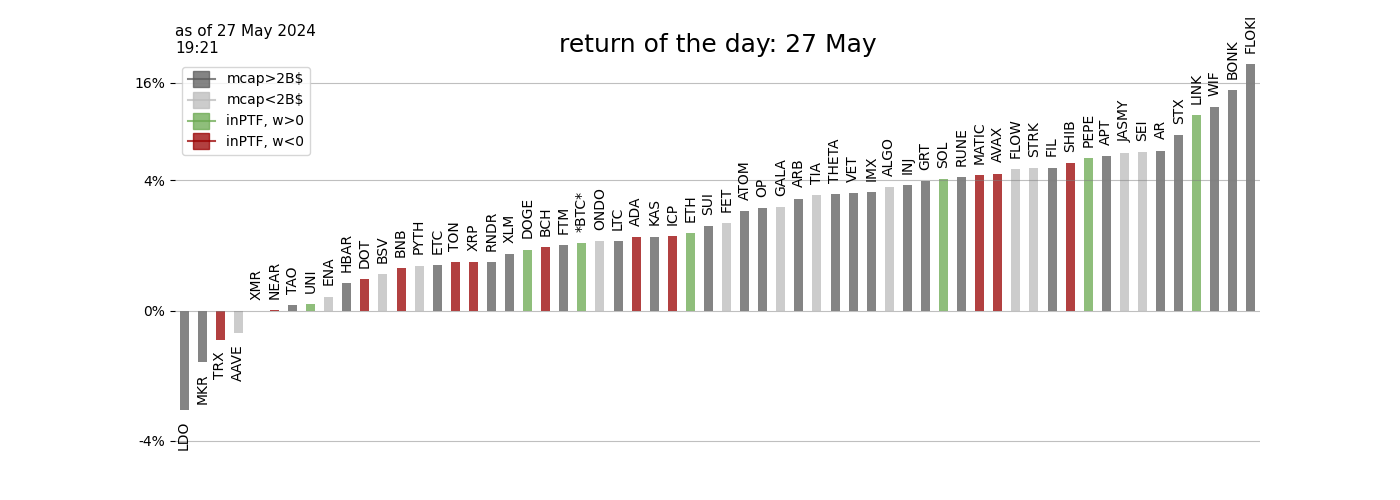 as of 27 May 2024
19:21
return of the day: 27 May
mcap>2B$
mcap<2B$
inPTF, w>0
inPTF, w<0
16%
4%
0%
-4%
LDO
MKR
TRX
AAVE
XMR
NEAR
TAO
UNI
ENA
HBAR
DOT
BSV
BNB
PYTH
ETC
TON
XRP
RNDR
XLM
DOGE
BCH
FTM
*BTC*
ONDO
LTC
ADA
KAS
ICP
ETH
SUI
FET
ATOM
OP
GALA
ARB
TIA
THETA
VET
IMX
ALGO
INJ
GRT
SOL
RUNE
MATIC
AVAX
FLOW
STRK
FIL
SHIB
PEPE
APT
JASMY
SEI
AR
STX
LINK
WIF
BONK
FLOKI